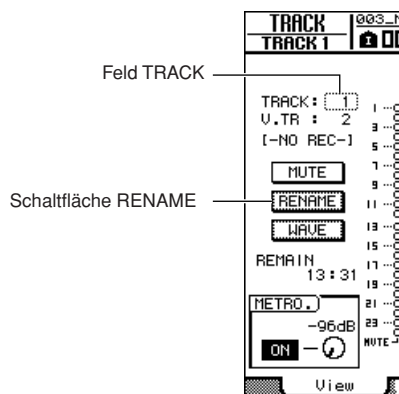 TRACK
003_N
TRACK 1
Feld TRACK
TRACK: 1
V.TR : 2
[-NO REC-]
MUTE
Schaltfläche RENAME
RENAME
WAVE
REMAIN
13:31
METRO.
-96dB
ON
1
3
5
7
9
11
13
15
17
19
21
23
MUTE
View